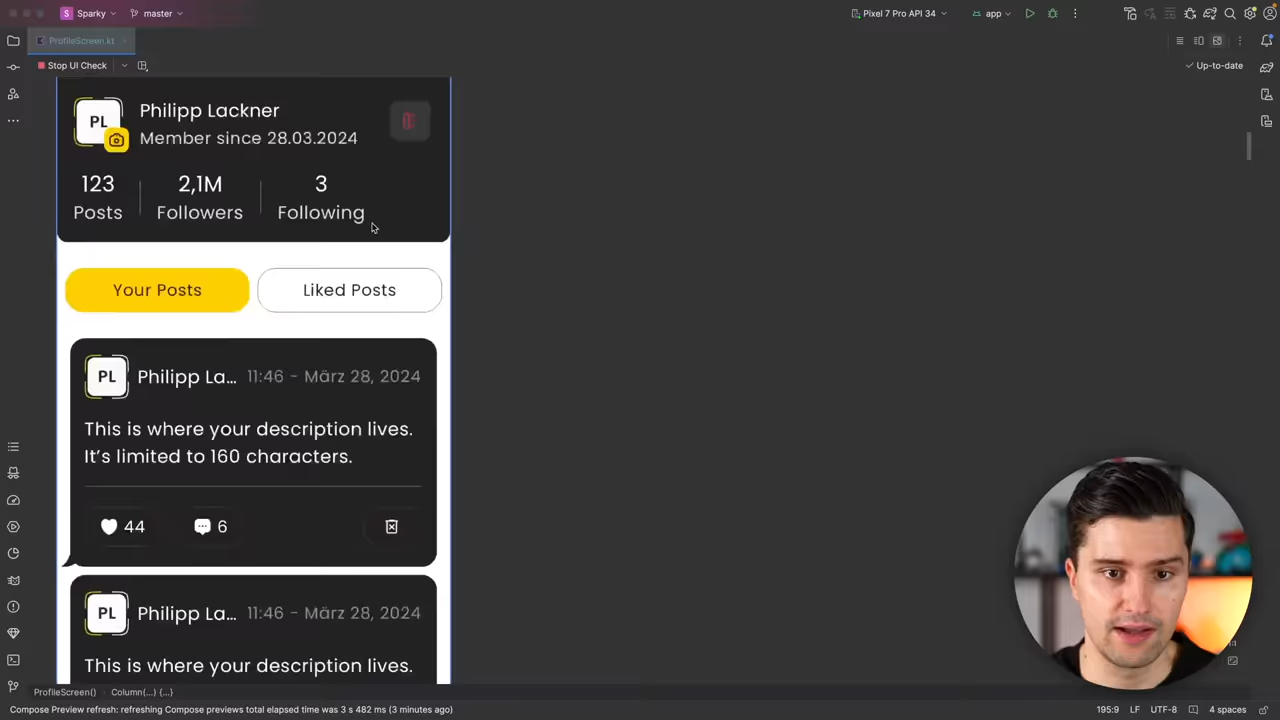 S Sparky master Pixel 7 Pro API 34 app
ProfileScreen.kt
Stop UI Check Up-to-date
PL Philipp Lackner
Member since 28.03.2024
123 2,1M 3
Posts Followers Following
Your Posts Liked Posts
PL Philipp La... 11:46 - März 28, 2024
This is where your description lives.
It's limited to 160 characters.
44 6
PL Philipp La... 11:46 - März 28, 2024
This is where your description lives.
ProfileScreen() Column(...) {...}
Compose Preview refresh: refreshing Compose previews total elapsed time was 3 s 482 ms (3 minutes ago) 195:9 LF UTF-8 4 spaces